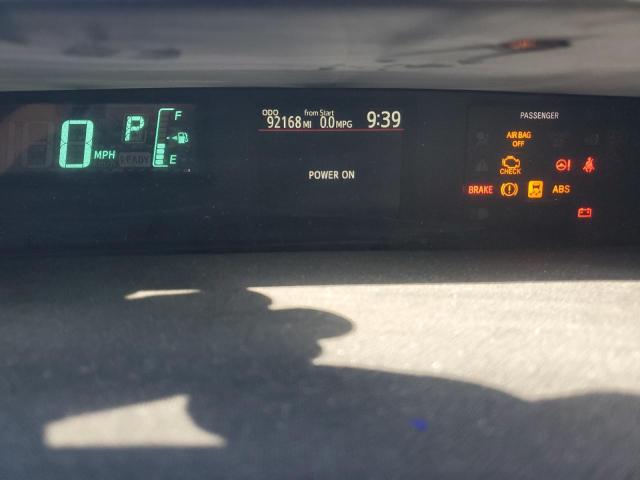 ODO from Start
92168 MI 0.0 MPG 9:39
0 MPH P F
E
READY
POWER ON
PASSENGER
AIR BAG
OFF
CHECK
BRAKE ABS